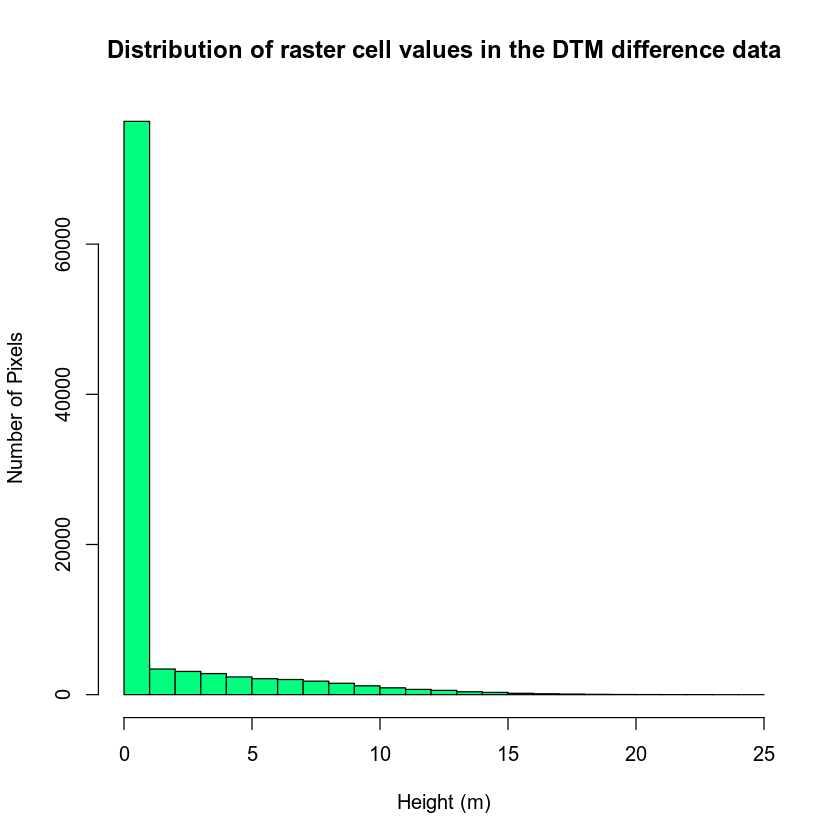 Distribution of raster cell values in the DTM difference data
Number of Pixels
60000
40000
20000
0
0 5 10 15 20 25
Height (m)